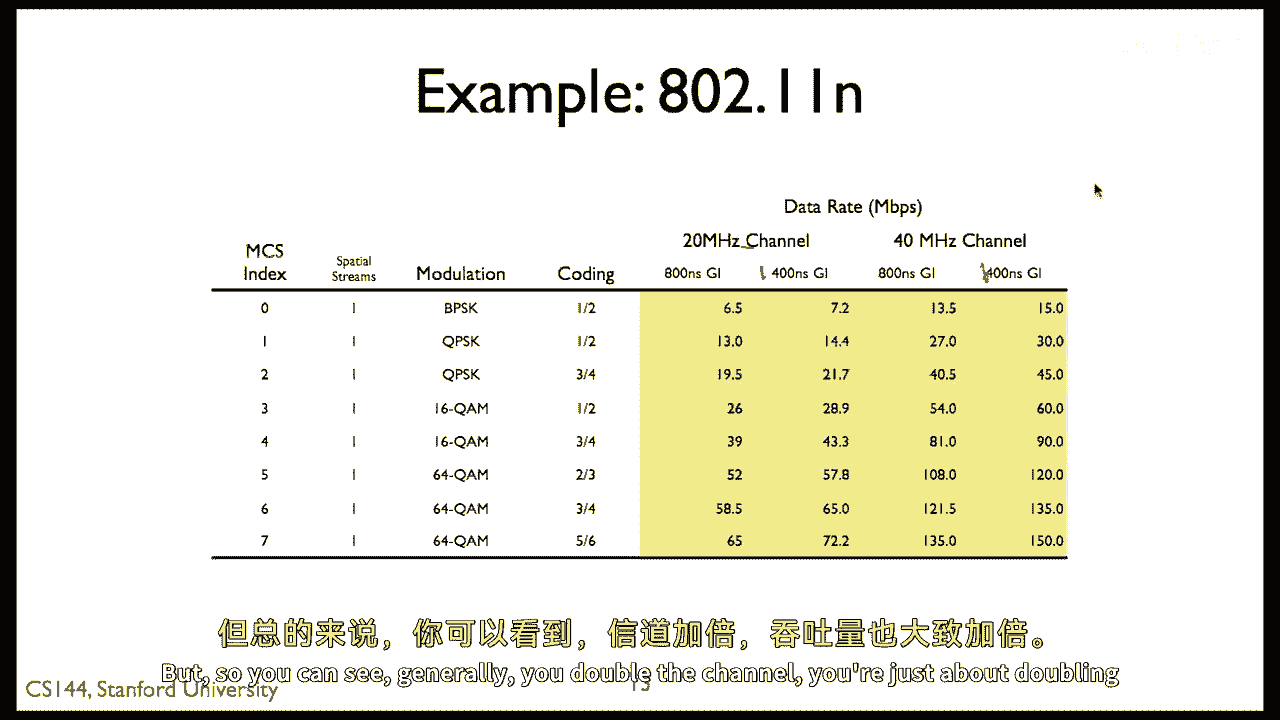 Example: 802.11n
Data Rate (Mbps)
20MHz Channel 40 MHz Channel
MCS Index Spatial Streams Modulation Coding 800ns GI 400ns GI 800ns GI 400ns GI
0 1 BPSK 1/2 6.5 7.2 13.5 15.0
1 1 QPSK 1/2 13.0 14.4 27.0 30.0
2 1 QPSK 3/4 19.5 21.7 40.5 45.0
3 1 16-QAM 1/2 26 28.9 54.0 60.0
4 1 16-QAM 3/4 39 43.3 81.0 90.0
5 1 64-QAM 2/3 52 57.8 108.0 120.0
6 1 64-QAM 3/4 58.5 65.0 121.5 135.0
7 1 64-QAM 5/6 65 72.2 135.0 150.0
但总的来说，你可以看到，信道加倍，吞吐量也大致加倍。
But, so you can see, generally, you double the channel, you're just about doubling
CS144, Stanford University